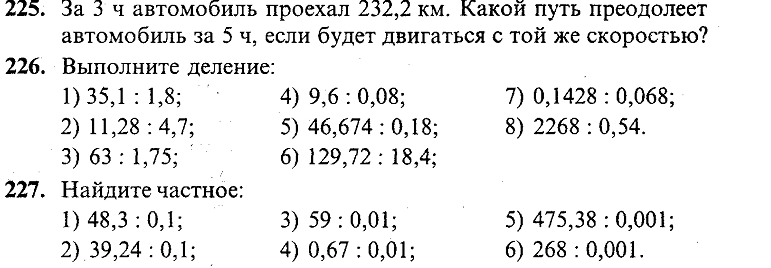 225. За 3 ч автомобиль проехал 232,2 км. Какой путь преодолеет
автомобиль за 5 ч, если будет двигаться с той же скоростью?
226. Выполните деление:
1) 35,1 : 1,8; 4) 9,6 : 0,08; 7) 0,1428 : 0,068;
2) 11,28 : 4,7; 5) 46,674 : 0,18; 8) 2268 : 0,54.
3) 63 : 1,75; 6) 129,72 : 18,4;
227. Найдите частное:
1) 48,3 : 0,1; 3) 59 : 0,01; 5) 475,38 : 0,001;
2) 39,24 : 0,1; 4) 0,67 : 0,01; 6) 268 : 0,001.